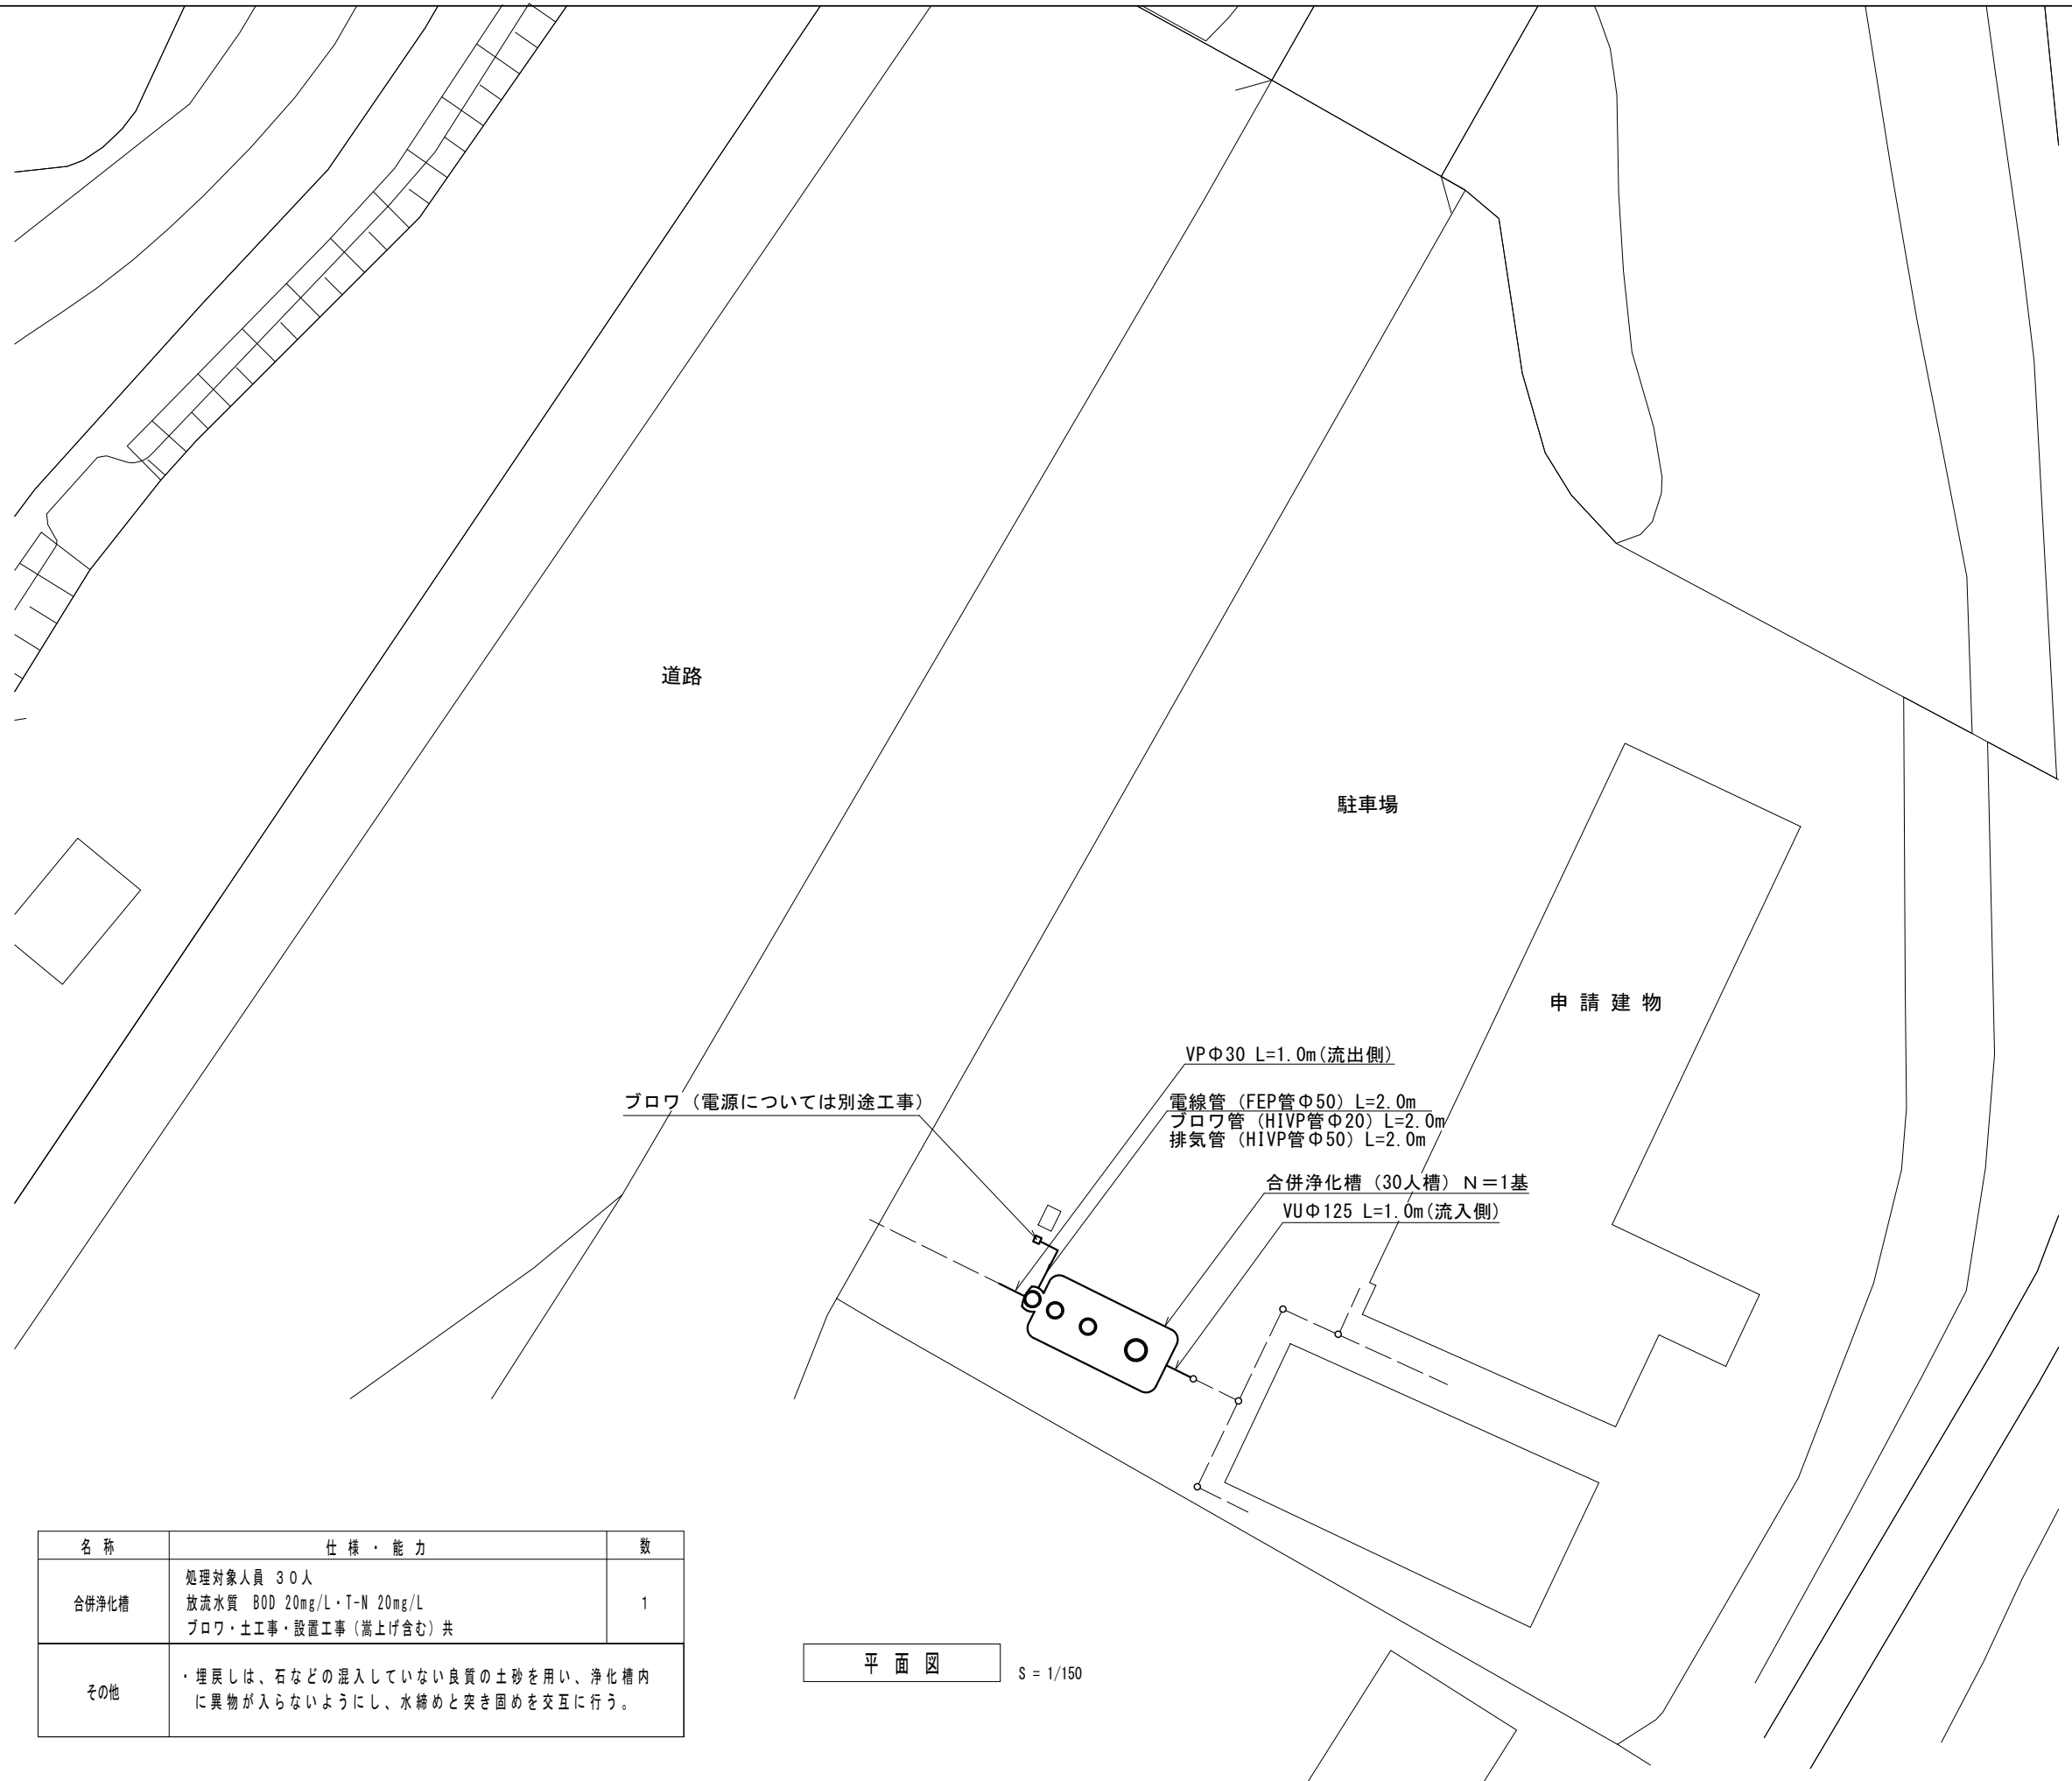 道路
駐車場
申請建物
VPΦ30 L=1.0m(流出側)
ブロワ（電源については別途工事）
電線管（FEP管Φ50）L=2.0m
ブロワ管（HIVP管Φ20）L=2.0m
排気管（HIVP管Φ50）L=2.0m
合併浄化槽（30人槽）Ｎ＝1基
VUΦ125 L=1.0m(流入側)
名称 仕様・能力 数
合併浄化槽
処理対象人員 ３０人
放流水質 BOD 20mg/L・T-N 20mg/L
ブロワ・土工事・設置工事（嵩上げ含む）共
1
その他
・埋戻しは、石などの混入していない良質の土砂を用い、浄化槽内
に異物が入らないようにし、水締めと突き固めを交互に行う。
平面図
S = 1/150